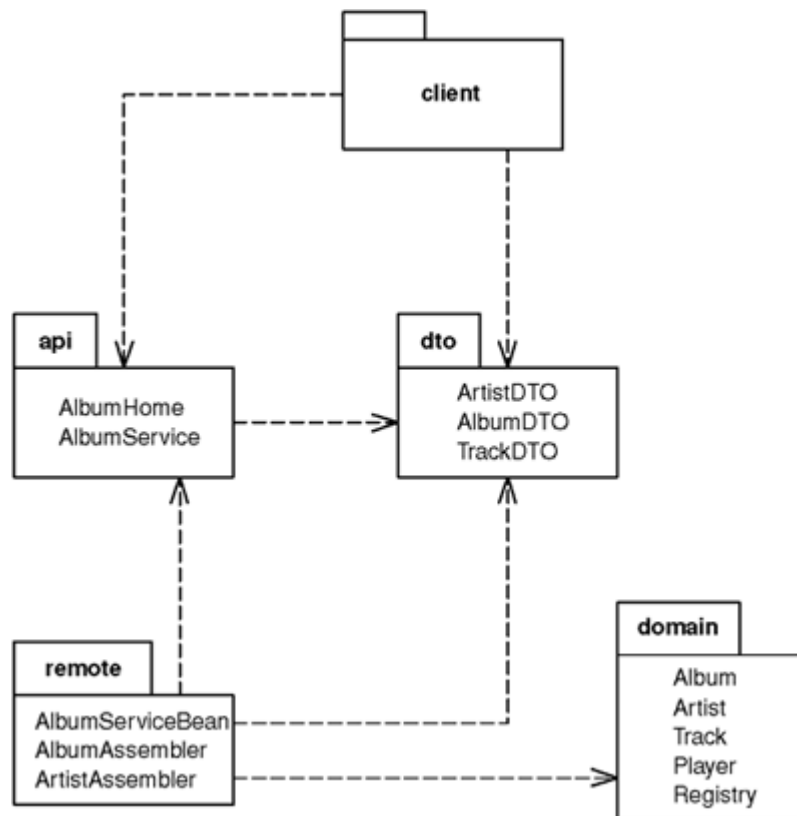 client
api
AlbumHome
AlbumService
dto
ArtistDTO
AlbumDTO
TrackDTO
remote
AlbumServiceBean
AlbumAssembler
ArtistAssembler
domain
Album
Artist
Track
Player
Registry